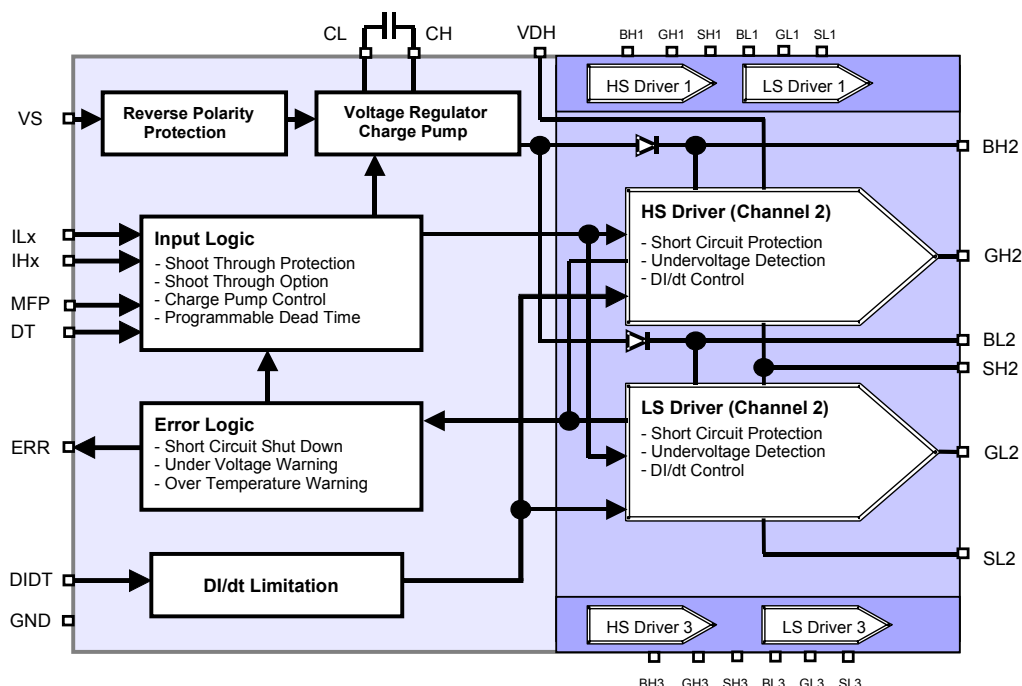 CL
CH
VDH
BH1
GH1
SH1
BL1
GL1
SL1
HS Driver 1
LS Driver 1
VS
Reverse Polarity
Protection
Voltage Regulator
Charge Pump
BH2
ILx
IHx
MFP
DT
Input Logic
- Shoot Through Protection
- Shoot Through Option
- Charge Pump Control
- Programmable Dead Time
HS Driver (Channel 2)
- Short Circuit Protection
- Undervoltage Detection
- DI/dt Control
GH2
BL2
SH2
ERR
Error Logic
- Short Circuit Shut Down
- Under Voltage Warning
- Over Temperature Warning
LS Driver (Channel 2)
- Short Circuit Protection
- Undervoltage Detection
- DI/dt Control
GL2
SL2
DIDT
DI/dt Limitation
GND
HS Driver 3
LS Driver 3
BH3
GH3
SH3
BL3
GL3
SL3